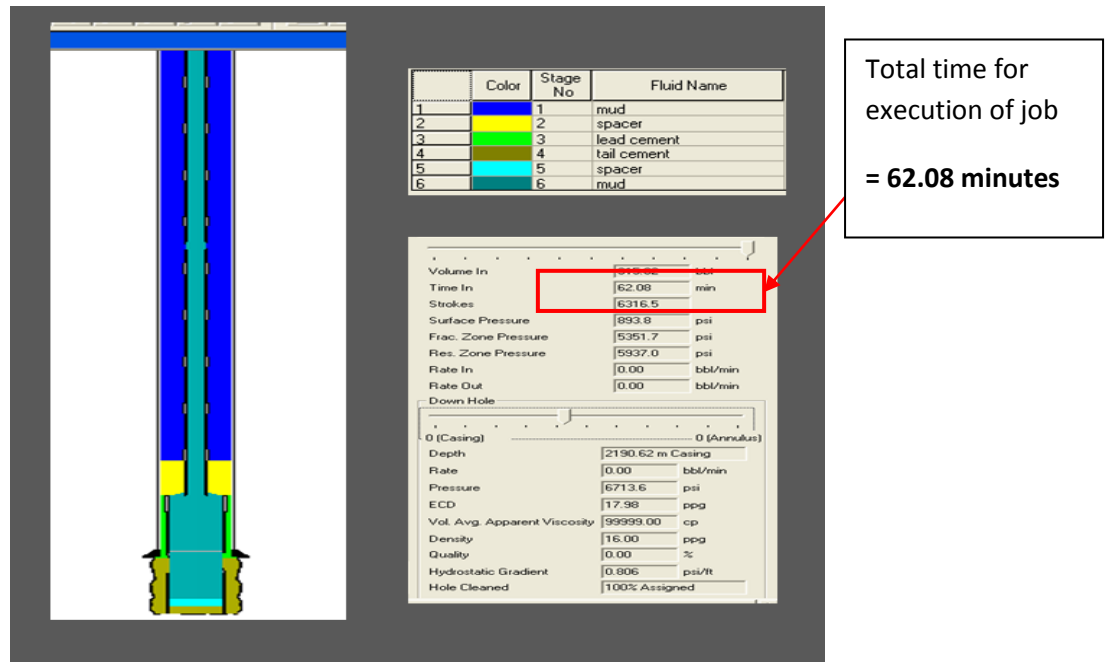 Color Stage No Fluid Name
1 1 mud
2 2 spacer
3 3 lead cement
4 4 tail cement
5 5 spacer
6 6 mud
Total time for
execution of job
= 62.08 minutes
Volume In bbl
Time In 62.08 min
Strokes 6316.5
Surface Pressure 893.8 psi
Frac. Zone Pressure 5351.7 psi
Res. Zone Pressure 5937.0 psi
Rate In 0.00 bbl/min
Rate Out 0.00 bbl/min
Down Hole
0 (Casing) 0 (Annulus)
Depth 2190.62 m Casing
Rate 0.00 bbl/min
Pressure 6713.6 psi
ECD 17.98 ppg
Vol. Avg. Apparent Viscosity 99999.00 cp
Density 16.00 ppg
Quality 0.00 %
Hydrostatic Gradient 0.806 psi/ft
Hole Cleaned 100% Assigned